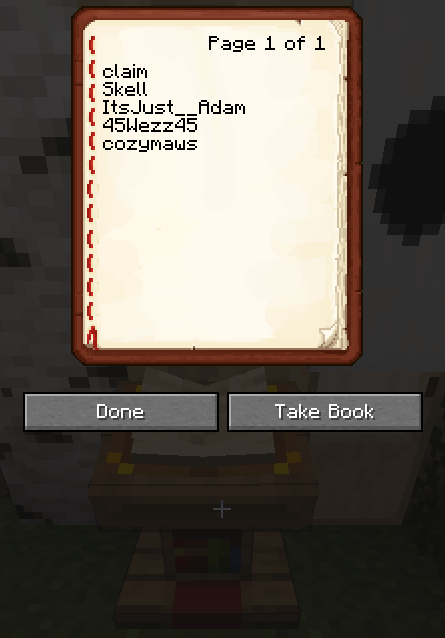 Page 1 of 1
claim
Skell
ItsJust__Adam
45Wezz45
cozymaws
Done
Take Book